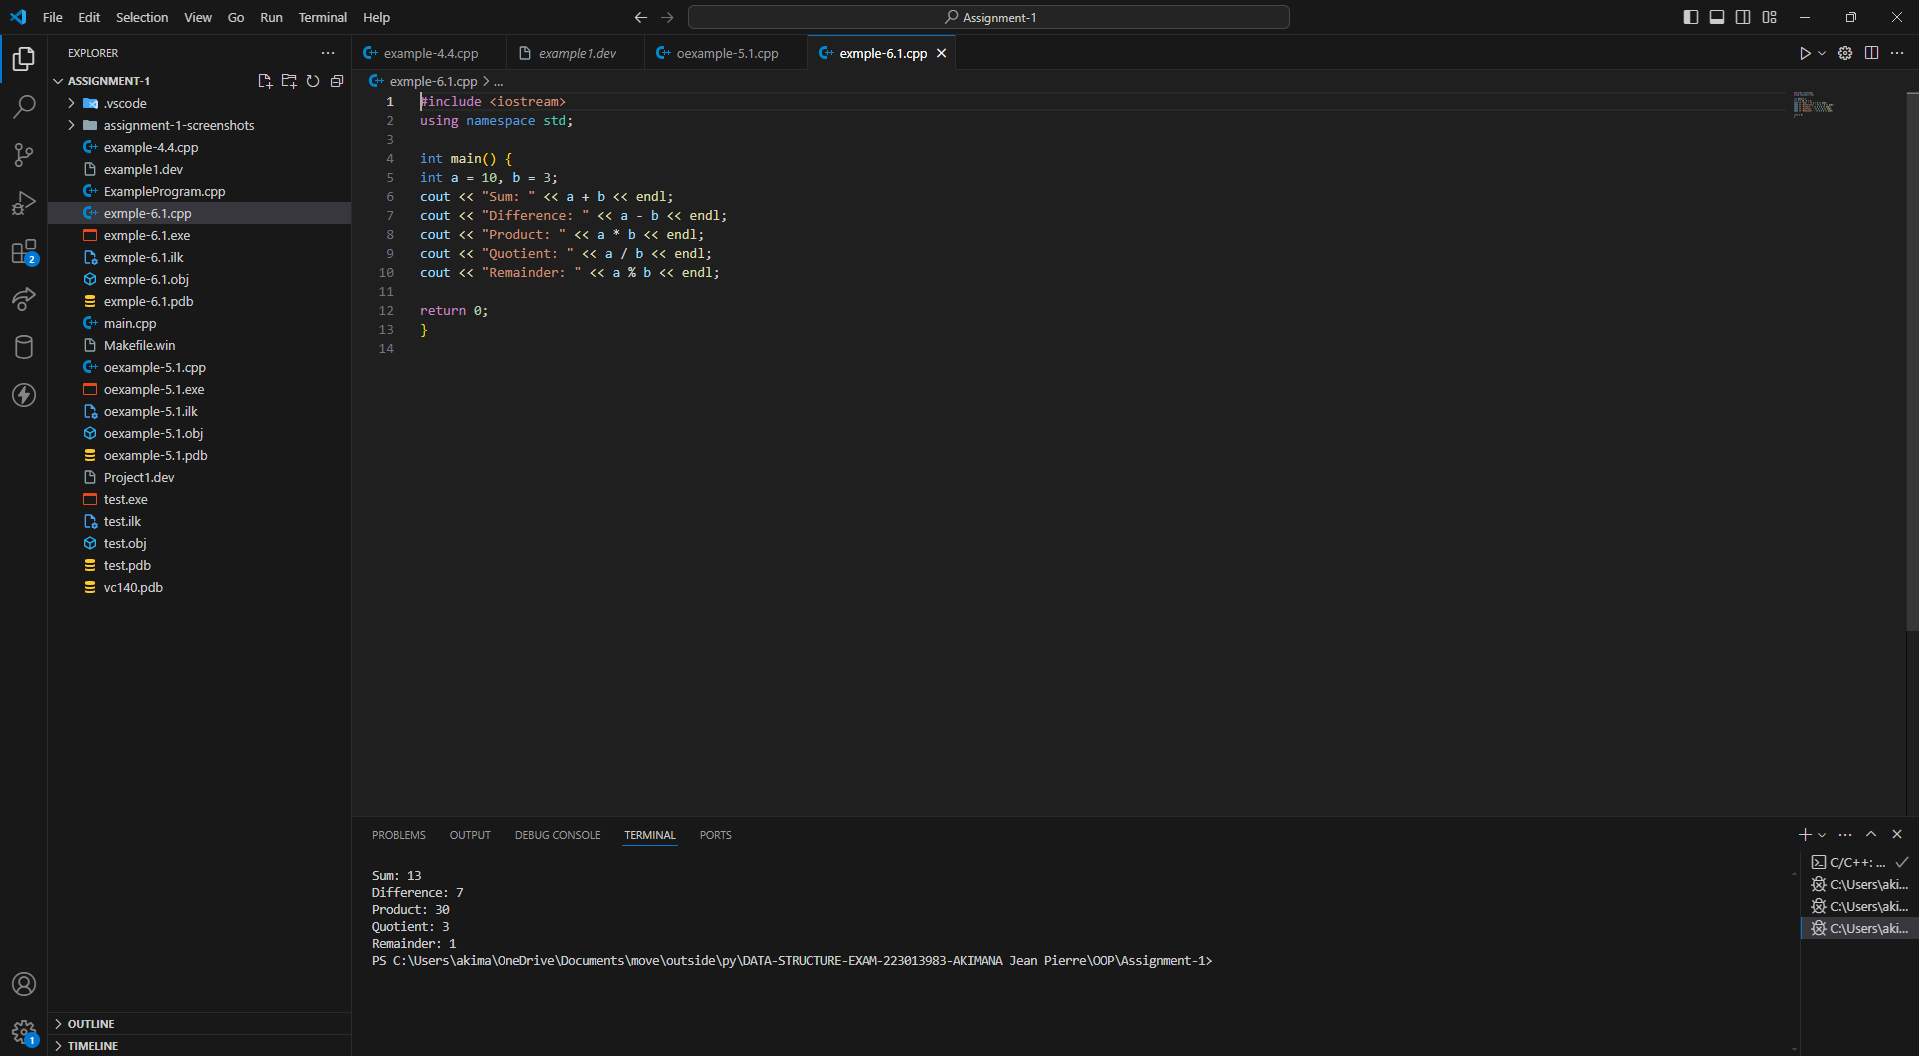 File Edit Selection View Go Run Terminal Help
Assignment-1
EXPLORER
ASSIGNMENT-1
.vscode
assignment-1-screenshots
example-4.4.cpp
example1.dev
ExampleProgram.cpp
exmple-6.1.cpp
exmple-6.1.exe
exmple-6.1.ilk
exmple-6.1.obj
exmple-6.1.pdb
main.cpp
Makefile.win
oexample-5.1.cpp
oexample-5.1.exe
oexample-5.1.ilk
oexample-5.1.obj
oexample-5.1.pdb
Project1.dev
test.exe
test.ilk
test.obj
test.pdb
vc140.pdb
OUTLINE
TIMELINE
2
1
example-4.4.cpp example1.dev oexample-5.1.cpp exmple-6.1.cpp
exmple-6.1.cpp > ...
1 #include <iostream>
2 using namespace std;
3
4 int main() {
5 int a = 10, b = 3;
6 cout << "Sum: " << a + b << endl;
7 cout << "Difference: " << a - b << endl;
8 cout << "Product: " << a * b << endl;
9 cout << "Quotient: " << a / b << endl;
10 cout << "Remainder: " << a % b << endl;
11
12 return 0;
13 }
14
PROBLEMS OUTPUT DEBUG CONSOLE TERMINAL PORTS
Sum: 13
Difference: 7
Product: 30
Quotient: 3
Remainder: 1
PS C:\Users\akima\OneDrive\Documents\move\outside\py\DATA-STRUCTURE-EXAM-223013983-AKIMANA Jean Pierre\OOP\Assignment-1>
C/C++: ...
C:\Users\aki...
C:\Users\aki...
C:\Users\aki...